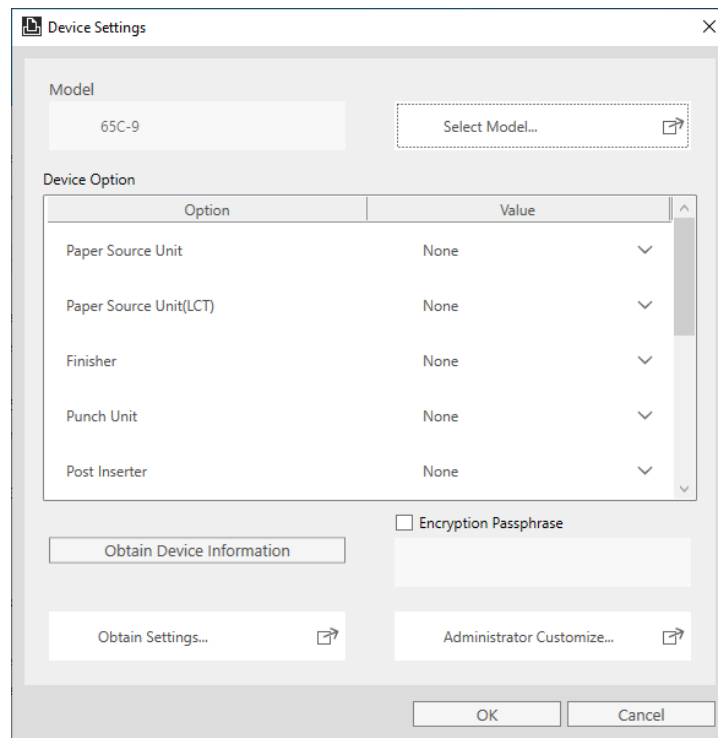 Device Settings
Model
65C-9
Select Model...
Device Option
Option Value
Paper Source Unit None
Paper Source Unit(LCT) None
Finisher None
Punch Unit None
Post Inserter None
Encryption Passphrase
Obtain Device Information
Obtain Settings...
Administrator Customize...
OK Cancel